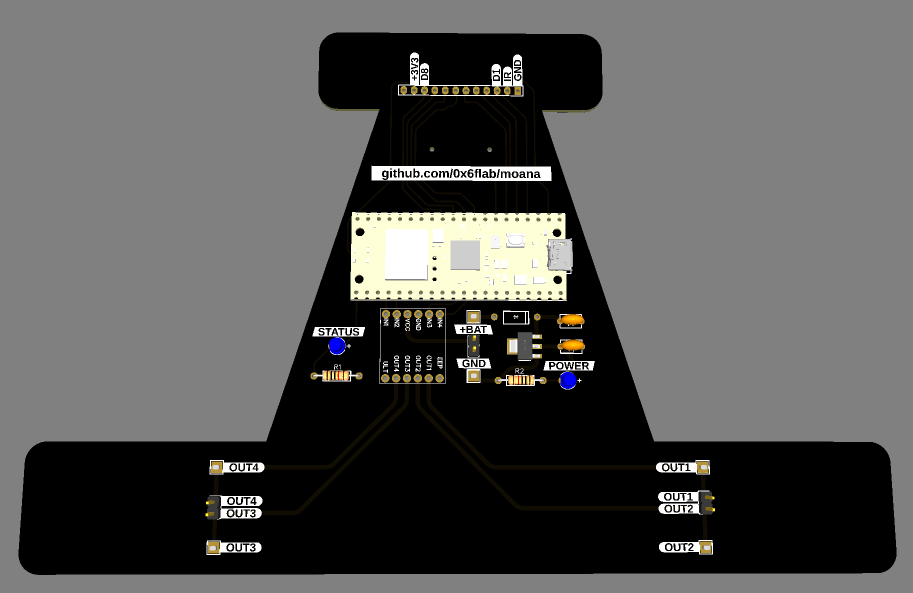 +3V3
D8
D1
IR
GND
github.com/0x6flab/moana
IN1
IN2
VCC
GND
IN3
IN4
ULT
OUT4
OUT3
OUT2
OUT1
EEP
STATUS
R1
+BAT
GND
R2
POWER
OUT4
OUT4
OUT3
OUT3
OUT1
OUT1
OUT2
OUT2